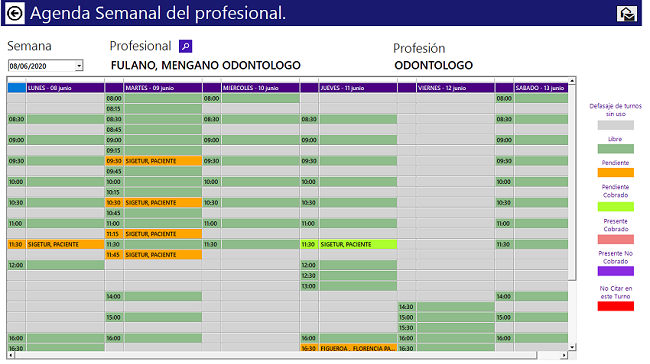 Agenda Semanal del profesional.
Semana
Profesional
Profesión
08/06/2020
FULANO, MENGANO ODONTOLOGO
ODONTOLOGO
LUNES - 08 junio MARTES - 09 junio MIERCOLES - 10 junio JUEVES - 11 junio VIERNES - 12 junio SABADO - 13 junio
08:00 08:00 08:00
08:15
08:30 08:30 08:30 08:30
08:45
09:00 09:00 09:00 09:00 09:00
09:15
09:30 09:30 SIGETUR, PACIENTE 09:30 09:30 09:30
09:45
10:00 10:00 10:00 10:00 10:00
10:15
10:30 10:30 SIGETUR, PACIENTE 10:30 10:30 10:30
10:45
11:00 11:00 11:00 11:00 11:00
11:15 SIGETUR, PACIENTE
11:30 SIGETUR, PACIENTE 11:30 11:30 11:30 SIGETUR, PACIENTE 11:30
11:45 SIGETUR, PACIENTE
12:00 12:00
12:30
13:00
14:00 14:00
14:30
15:00 15:00 15:00
15:30
16:00 16:00 16:00 16:00 16:00
16:30 16:30 FIGUEROA , FLORENCIA PA... 16:30
Defasaje de turnos
sin uso
Libre
Pendiente
Pendiente
Cobrado
Presente
Cobrado
Presente No
Cobrado
No Citar en
este Turno